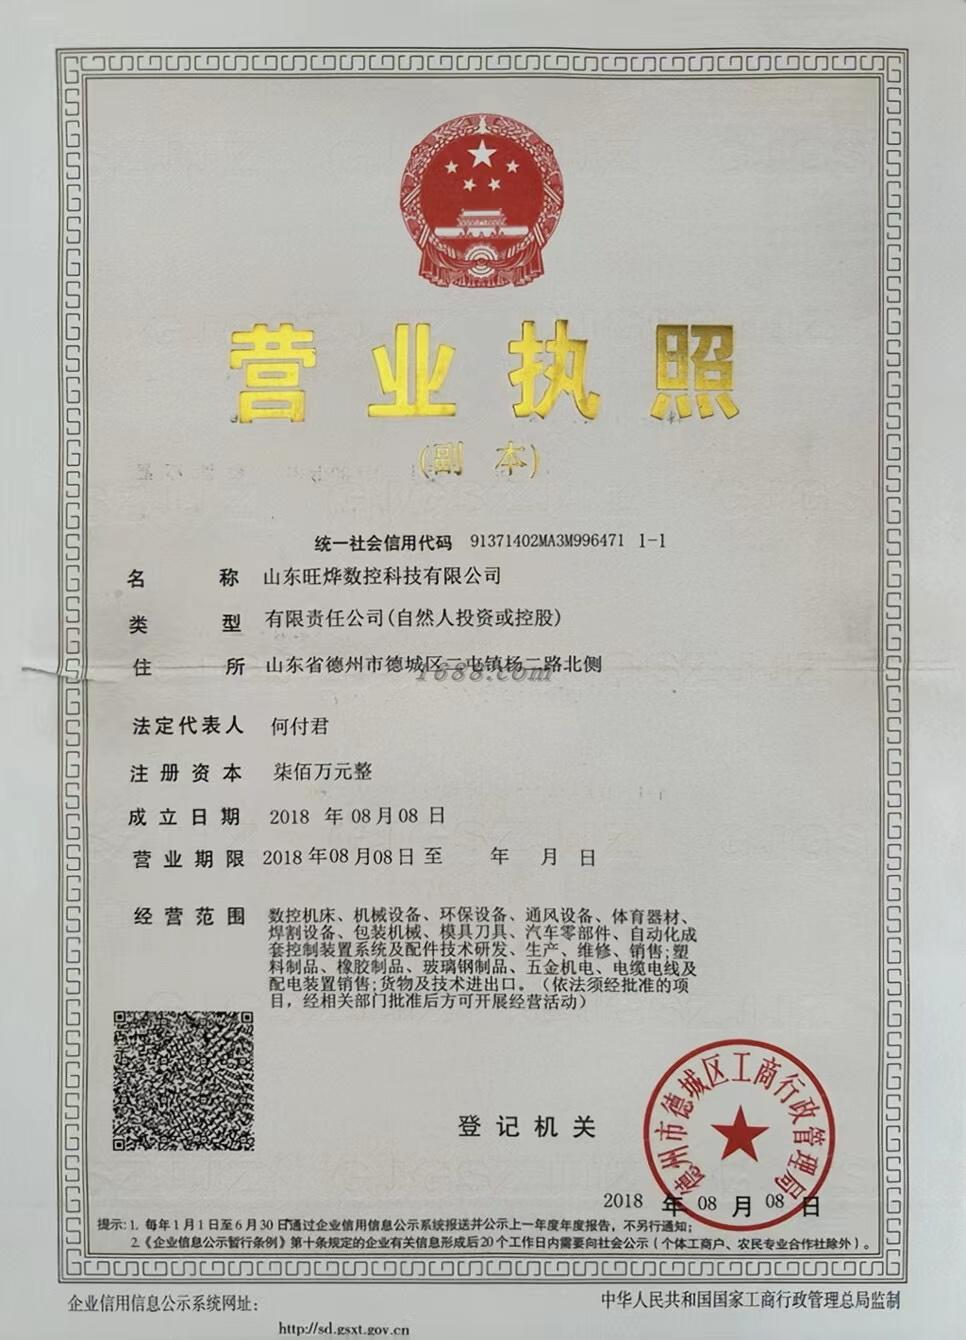 营业执照
(副 本)
统一社会信用代码 91371402MA3M996471 1-1
名 称 山东旺烨数控科技有限公司
类 型 有限责任公司(自然人投资或控股)
住 所 山东省德州市德城区二屯镇杨二路北侧
1688.com
法定代表人 何付君
注册资本 柒佰万元整
成立日期 2018 年 08月08 日
营业期限 2018年08月08日 至 年 月 日
经营范围 数控机床、机械设备、环保设备、通风设备、体育器材、
焊割设备、包装机械、模具刀具、汽车零部件、自动化成
套控制装置系统及配件技术研发、生产、维修、销售;塑
料制品、橡胶制品、玻璃钢制品、五金机电、电缆电线及
配电装置销售;货物及技术进出口。（依法须经批准的项
目，经相关部门批准后方可开展经营活动）
德州市德城区工商行政管理局
登记机关
2018 年 08 月 08 日
提示: 1. 每年1月1日至6月30日通过企业信用信息公示系统报送并公示上一年度年度报告，不另行通知；
2.《企业信息公示暂行条例》第十条规定的企业有关信息形成后20个工作日内需要向社会公示（个体工商户、农民专业合作社除外）。
企业信用信息公示系统网址：
中华人民共和国国家工商行政管理总局监制
http://sd.gsxt.gov.cn